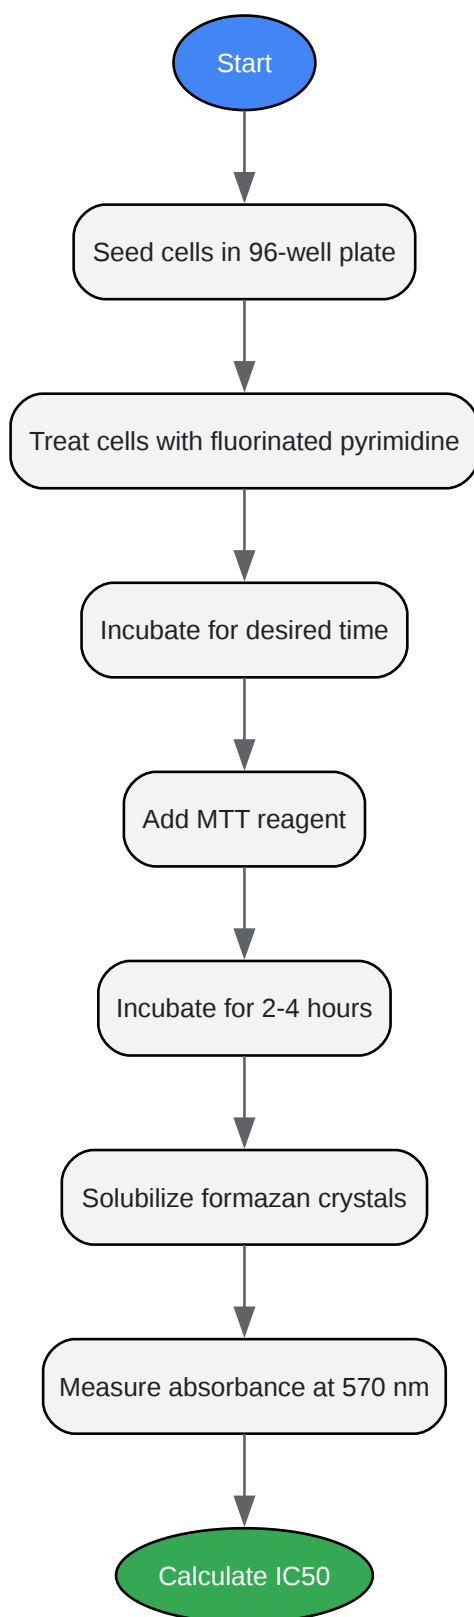 Start
Seed cells in 96-well plate
Treat cells with fluorinated pyrimidine
Incubate for desired time
Add MTT reagent
Incubate for 2-4 hours
Solubilize formazan crystals
Measure absorbance at 570 nm
Calculate IC50